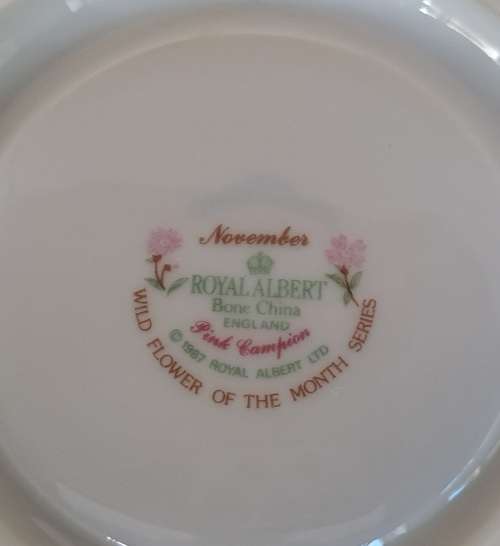 November
ROYAL ALBERT
Bone China
ENGLAND
Pink Campion
© 1987 ROYAL ALBERT LTD
WILD FLOWER OF THE MONTH SERIES